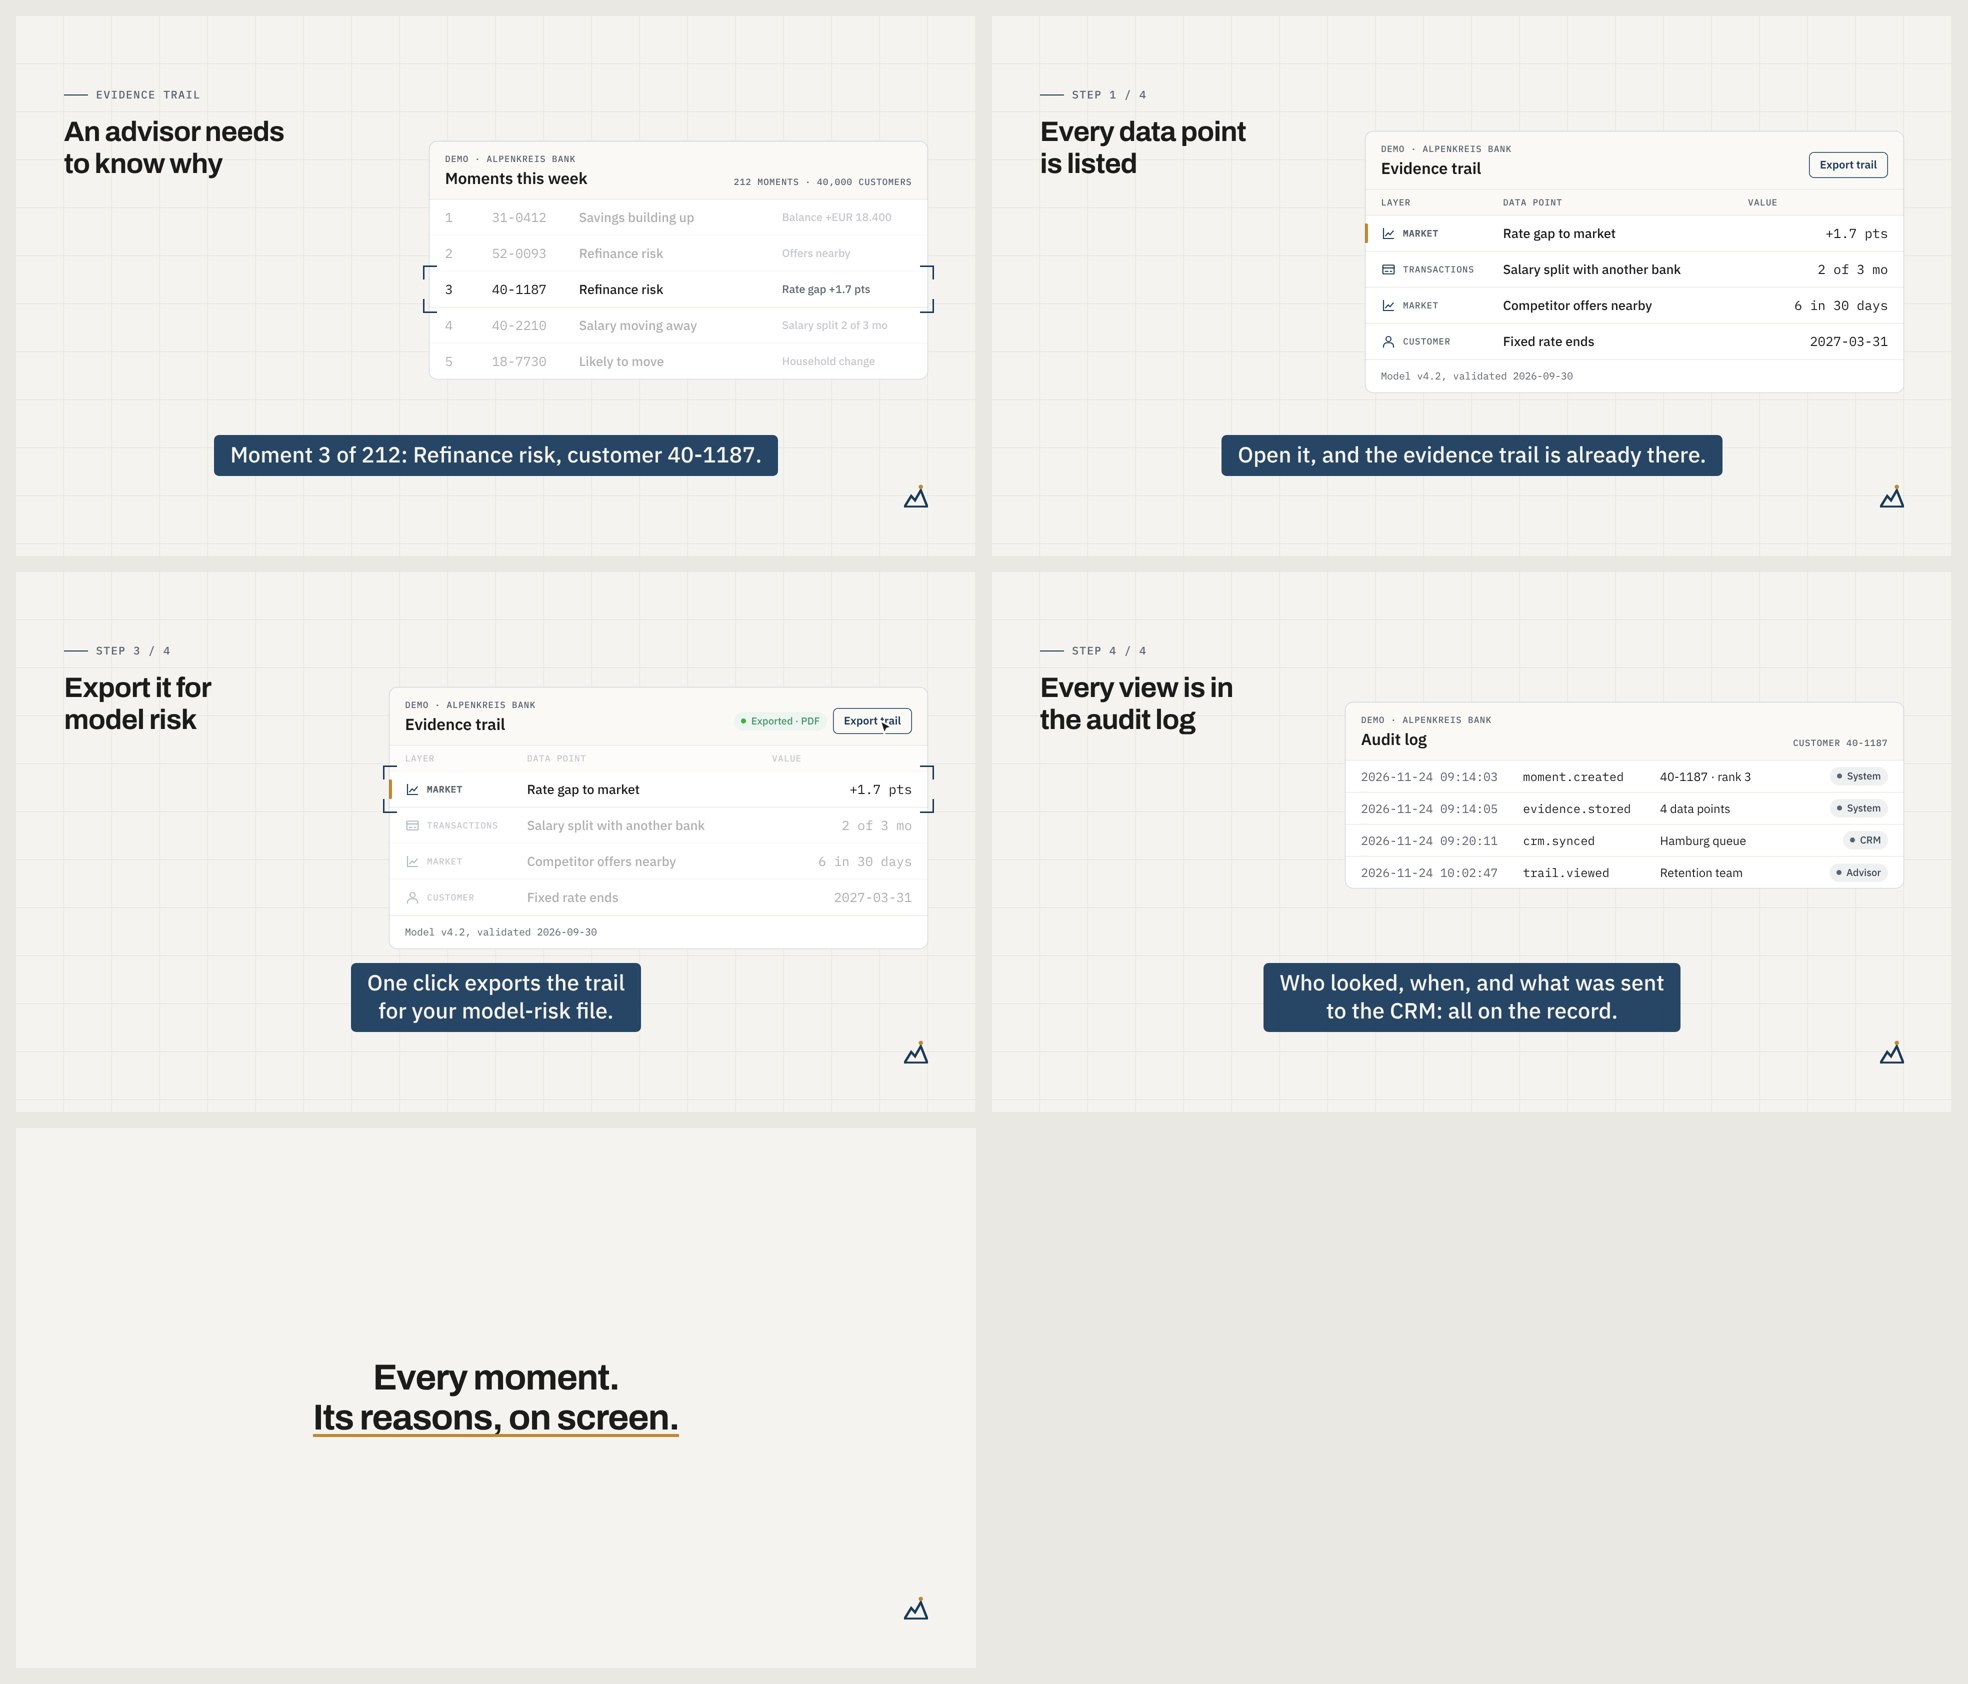 EVIDENCE TRAIL
An advisor needs
to know why
DEMO · ALPENKREIS BANK
Moments this week
212 MOMENTS · 40,000 CUSTOMERS
1 31-0412 Savings building up Balance +EUR 18.400
2 52-0093 Refinance risk Offers nearby
3 40-1187 Refinance risk Rate gap +1.7 pts
4 40-2210 Salary moving away Salary split 2 of 3 mo
5 18-7730 Likely to move Household change
Moment 3 of 212: Refinance risk, customer 40-1187.
STEP 1 / 4
Every data point
is listed
DEMO · ALPENKREIS BANK
Evidence trail
Export trail
LAYER DATA POINT VALUE
MARKET Rate gap to market +1.7 pts
TRANSACTIONS Salary split with another bank 2 of 3 mo
MARKET Competitor offers nearby 6 in 30 days
CUSTOMER Fixed rate ends 2027-03-31
Model v4.2, validated 2026-09-30
Open it, and the evidence trail is already there.
STEP 3 / 4
Export it for
model risk
DEMO · ALPENKREIS BANK
Evidence trail
Exported · PDF
Export trail
LAYER DATA POINT VALUE
MARKET Rate gap to market +1.7 pts
TRANSACTIONS Salary split with another bank 2 of 3 mo
MARKET Competitor offers nearby 6 in 30 days
CUSTOMER Fixed rate ends 2027-03-31
Model v4.2, validated 2026-09-30
One click exports the trail
for your model-risk file.
STEP 4 / 4
Every view is in
the audit log
DEMO · ALPENKREIS BANK
Audit log
CUSTOMER 40-1187
2026-11-24 09:14:03 moment.created 40-1187 · rank 3 System
2026-11-24 09:14:05 evidence.stored 4 data points System
2026-11-24 09:20:11 crm.synced Hamburg queue CRM
2026-11-24 10:02:47 trail.viewed Retention team Advisor
Who looked, when, and what was sent
to the CRM: all on the record.
Every moment.
Its reasons, on screen.